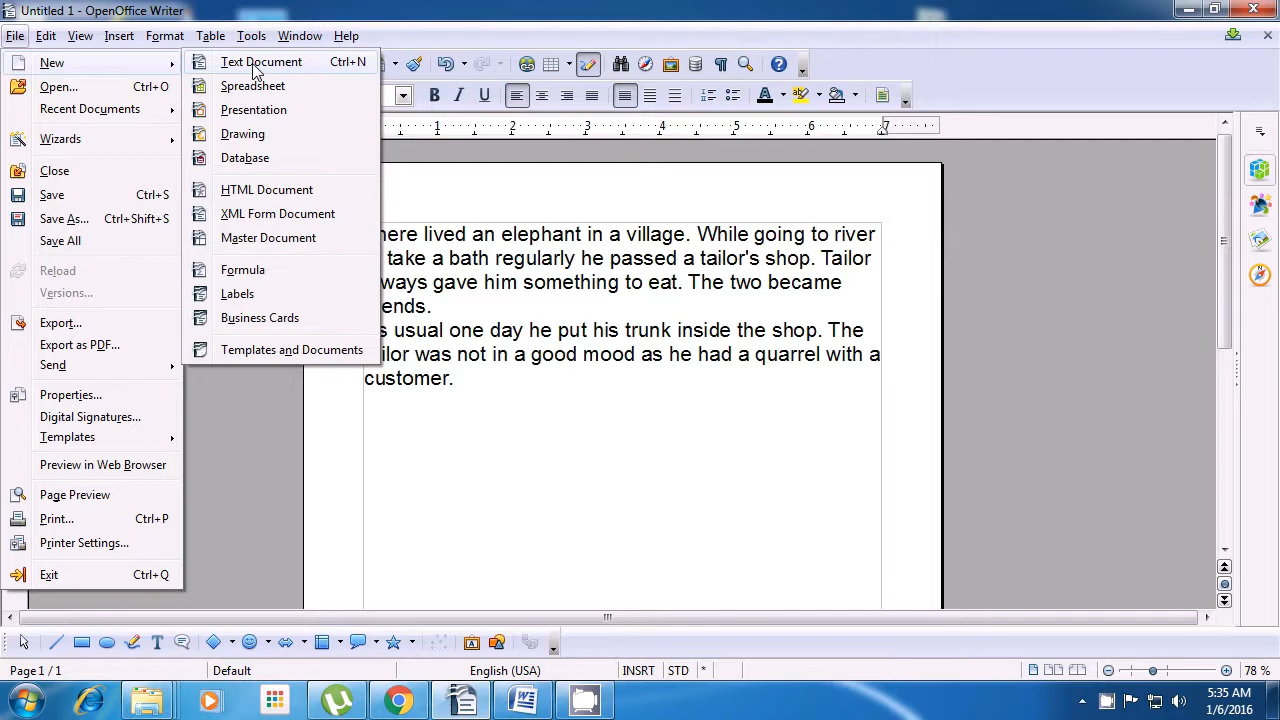 Untitled 1 - OpenOffice Writer
File Edit View Insert Format Table Tools Window Help
New
Open... Ctrl+O
Recent Documents
Wizards
Close
Save Ctrl+S
Save As... Ctrl+Shift+S
Save All
Reload
Versions...
Export...
Export as PDF...
Send
Properties...
Digital Signatures...
Templates
Preview in Web Browser
Page Preview
Print... Ctrl+P
Printer Settings...
Exit Ctrl+Q
Text Document Ctrl+N
Spreadsheet
Presentation
Drawing
Database
HTML Document
XML Form Document
Master Document
Formula
Labels
Business Cards
Templates and Documents
B I U
1 2 3 4 5 6 7
here lived an elephant in a village. While going to river
take a bath regularly he passed a tailor's shop. Tailor
ways gave him something to eat. The two became
ends.
s usual one day he put his trunk inside the shop. The
ilor was not in a good mood as he had a quarrel with a
customer.
Page 1 / 1 Default English (USA) INSRT STD * 78 %
5:35 AM
1/6/2016